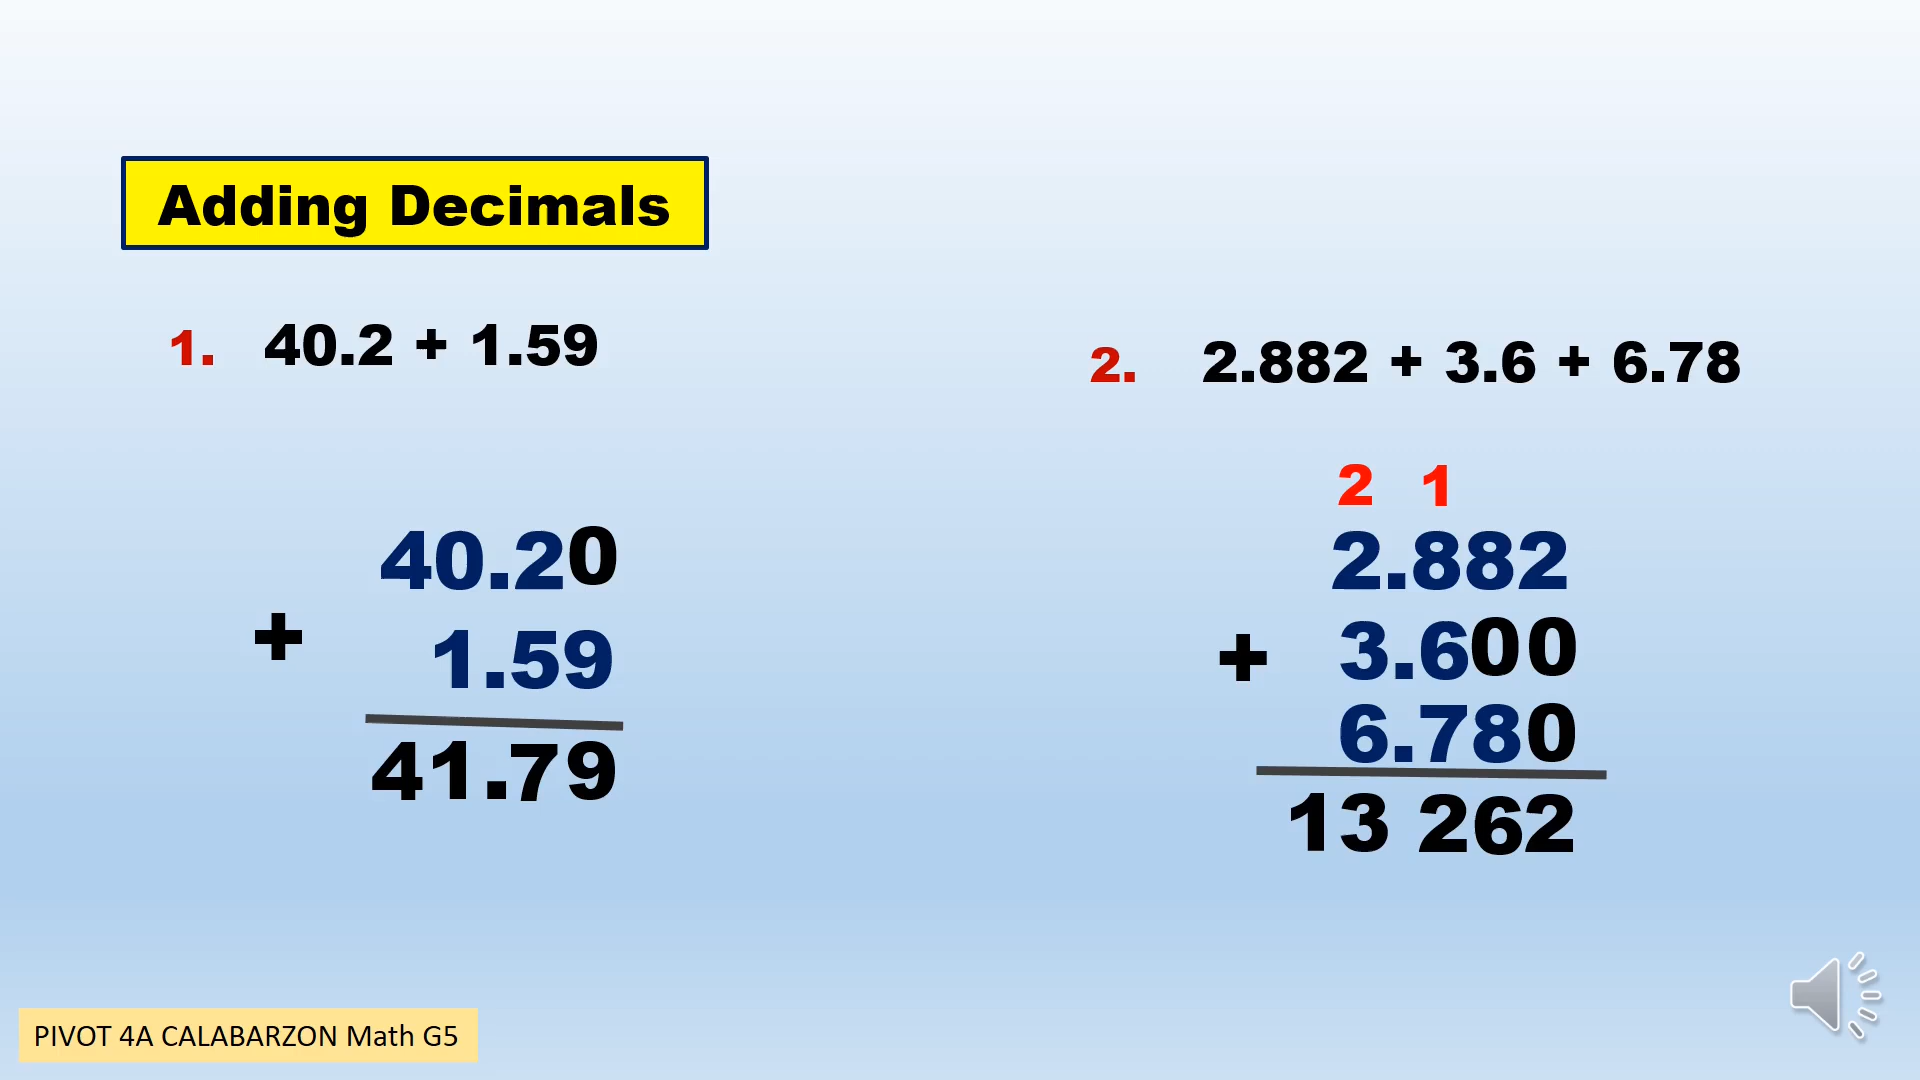 Adding Decimals
1. 40.2 + 1.59
40.20
+ 1.59
41.79
2. 2.882 + 3.6 + 6.78
2 1
2.882
+ 3.600
6.780
13 262
PIVOT 4A CALABARZON Math G5